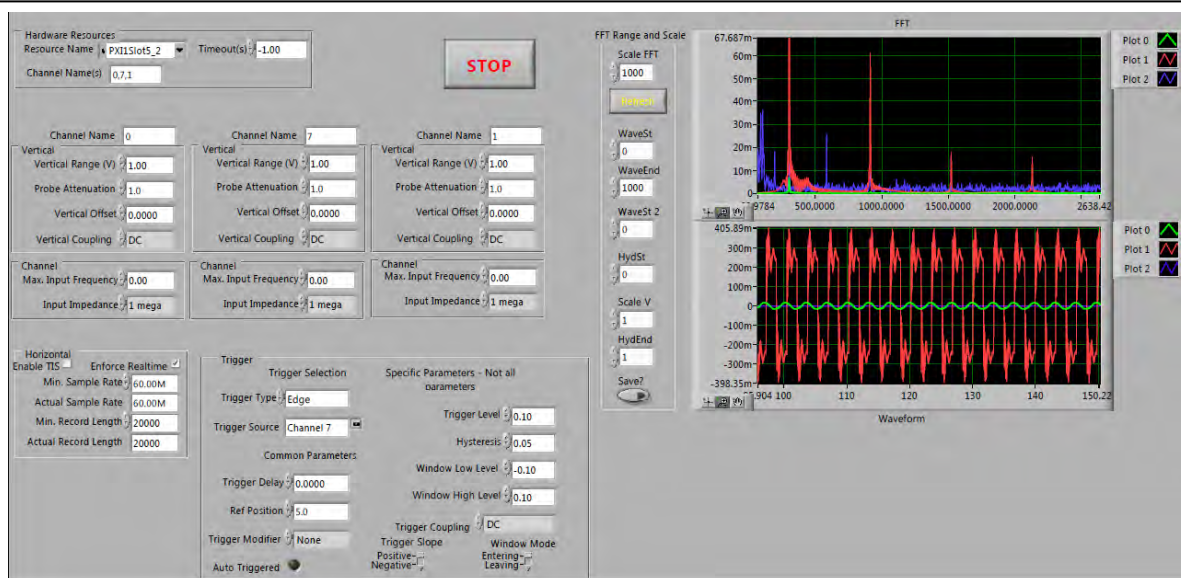 Hardware Resources
Resource Name PXI1Slot5_2 Timeout(s) -1.00
Channel Name(s) 0,7,1
STOP
Channel Name 0
Vertical
Vertical Range (V) 1.00
Probe Attenuation 1.0
Vertical Offset 0.0000
Vertical Coupling DC
Channel
Max. Input Frequency 0.00
Input Impedance 1 mega
Channel Name 7
Vertical
Vertical Range (V) 1.00
Probe Attenuation 1.0
Vertical Offset 0.0000
Vertical Coupling DC
Channel
Max. Input Frequency 0.00
Input Impedance 1 mega
Channel Name 1
Vertical
Vertical Range (V) 1.00
Probe Attenuation 1.0
Vertical Offset 0.0000
Vertical Coupling DC
Channel
Max. Input Frequency 0.00
Input Impedance 1 mega
Horizontal
Enable TIS Enforce Realtime
Min. Sample Rate 60.00M
Actual Sample Rate 60.00M
Min. Record Length 20000
Actual Record Length 20000
Trigger
Trigger Selection
Trigger Type Edge
Trigger Source Channel 7
Common Parameters
Trigger Delay 0.0000
Ref Position 5.0
Trigger Modifier None
Auto Triggered
Specific Parameters - Not all
parameters
Trigger Level 0.10
Hysteresis 0.05
Window Low Level -0.10
Window High Level 0.10
Trigger Coupling DC
Trigger Slope
Positive
Negative
Window Mode
Entering
Leaving
FFT Range and Scale
Scale FFT
1000
WaveSt
0
WaveEnd
1000
WaveSt 2
0
HydSt
0
Scale V
1
HydEnd
1
Save?
FFT
67.687m
60m
50m
40m
30m
20m
10m
0
500.0000 1000.0000 1500.0000 2000.0000 2638.42
Plot 0
Plot 1
Plot 2
405.89m
300m
200m
100m
0
-100m
-200m
-300m
-398.35m
100 110 120 130 140 150.22
Waveform
Plot 0
Plot 1
Plot 2